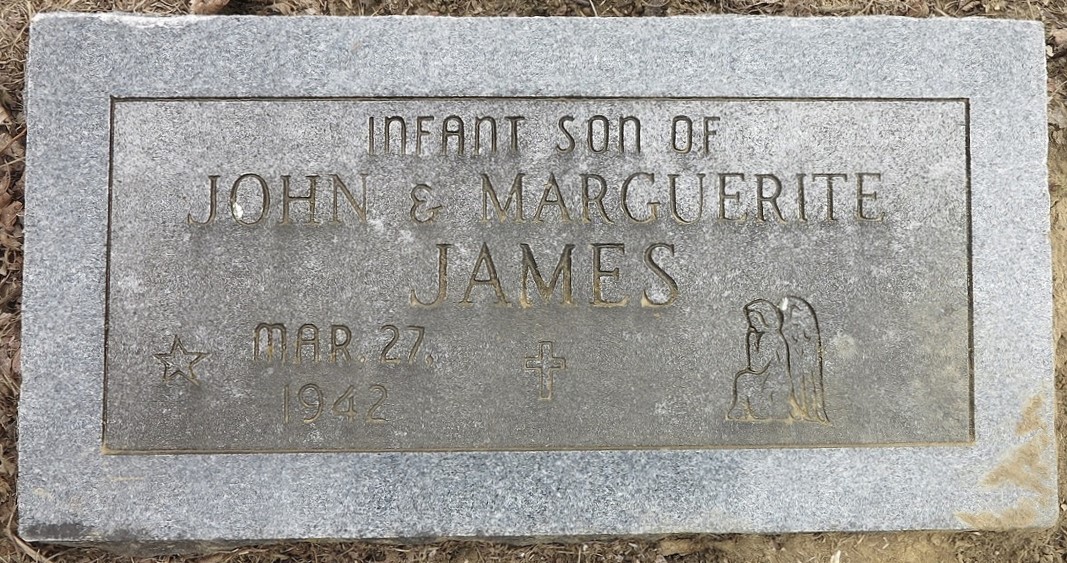 INFANT SON OF
JOHN & MARGUERITE
JAMES
MAR. 27,
1942